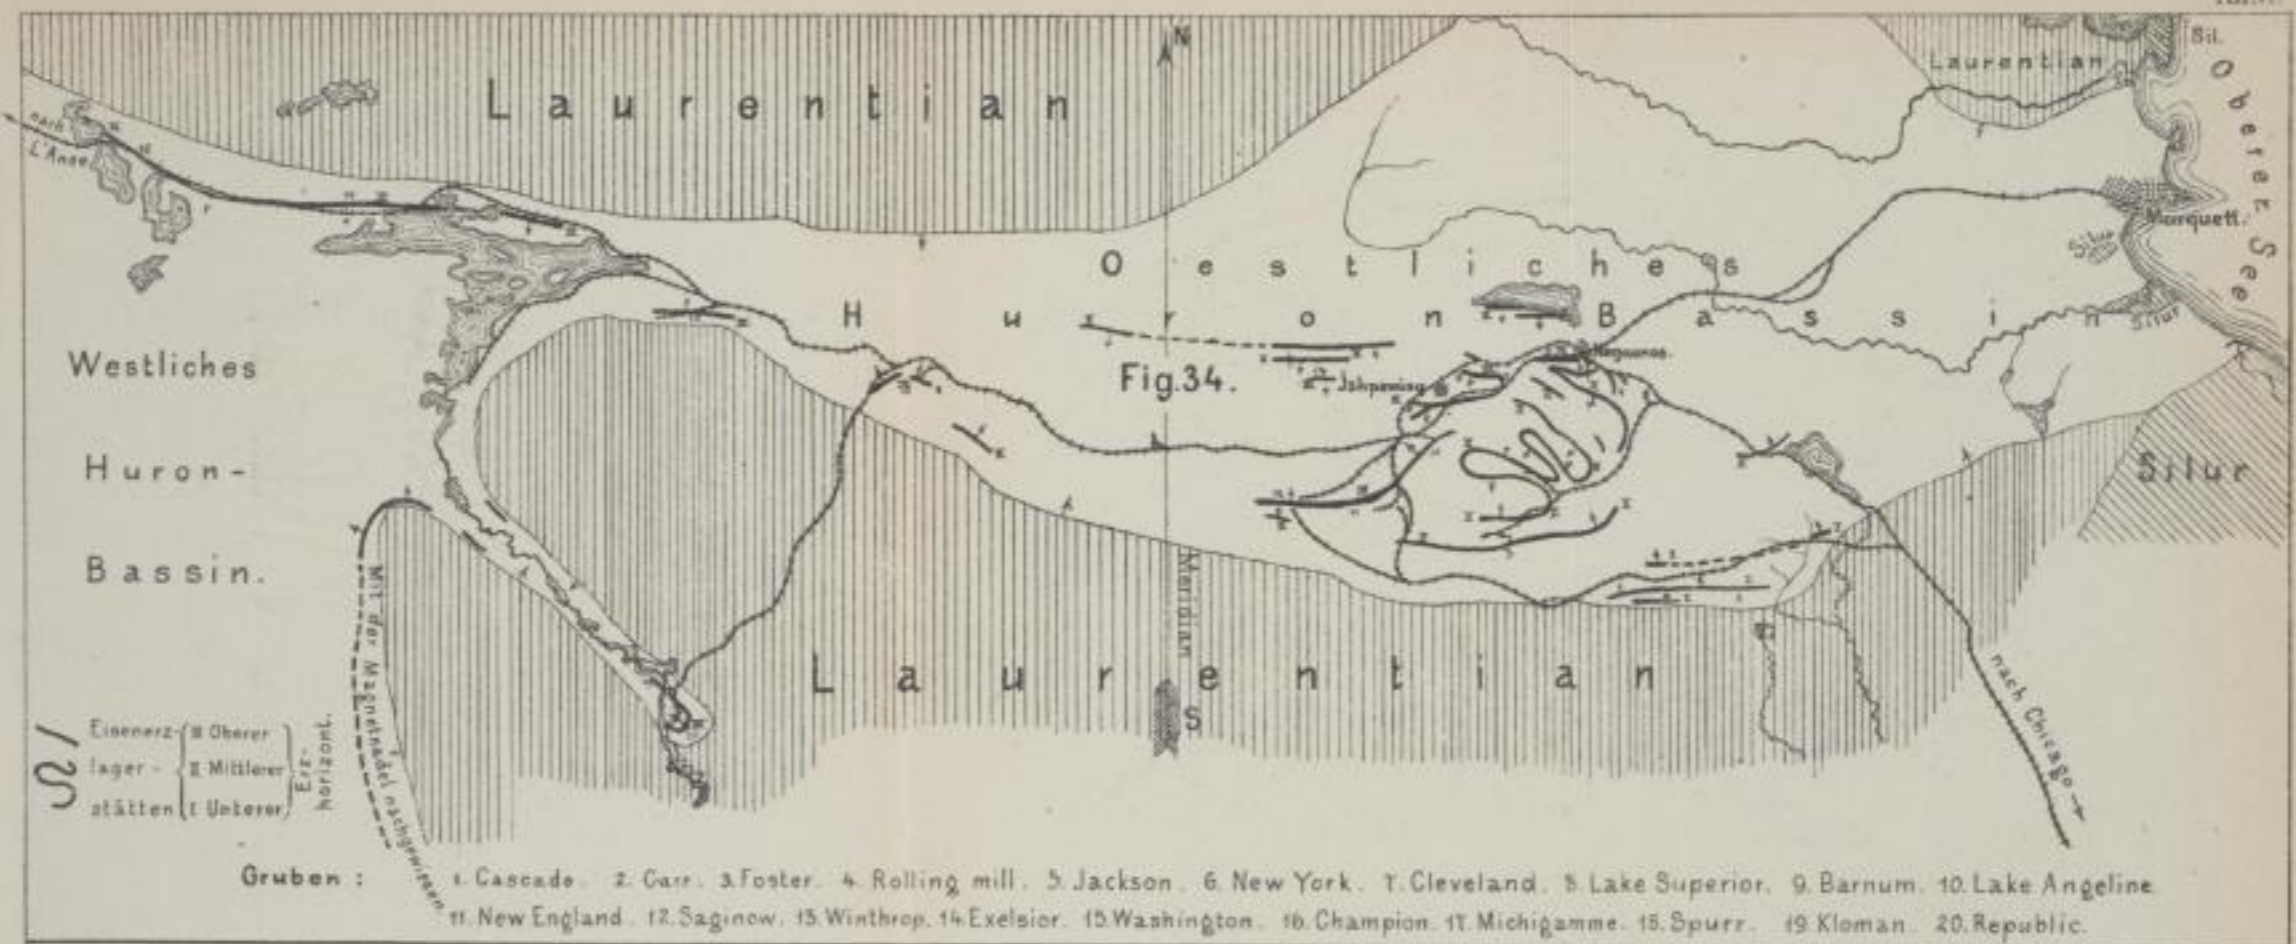 N
Laurentian
Laurentian
Sil.
Oberer See
nach
L'Anse
Marquett.
Silur
Oestliches
Huron Bassin
Silur
Westliches
Huron-
Bassin.
Fig.34.
Ishpeming
Negaunee.
Silur
Meridian
Mit der Magnetnadel nachgewiesen
Laurentian
S
nach Chicago
Eisenerz- III Oberer
lager- II Mittlerer
stätten I Unterer
Erz-
horizont.
Gruben : 1. Cascade. 2. Carr. 3. Foster. 4. Rolling mill. 5. Jackson. 6. New York. 7. Cleveland. 8. Lake Superior. 9. Barnum. 10. Lake Angeline
11. New England. 12. Saginow. 13. Winthrop. 14. Exelsior. 15. Washington. 16. Champion. 17. Michigamme. 18. Spurr. 19 Kloman 20. Republic.